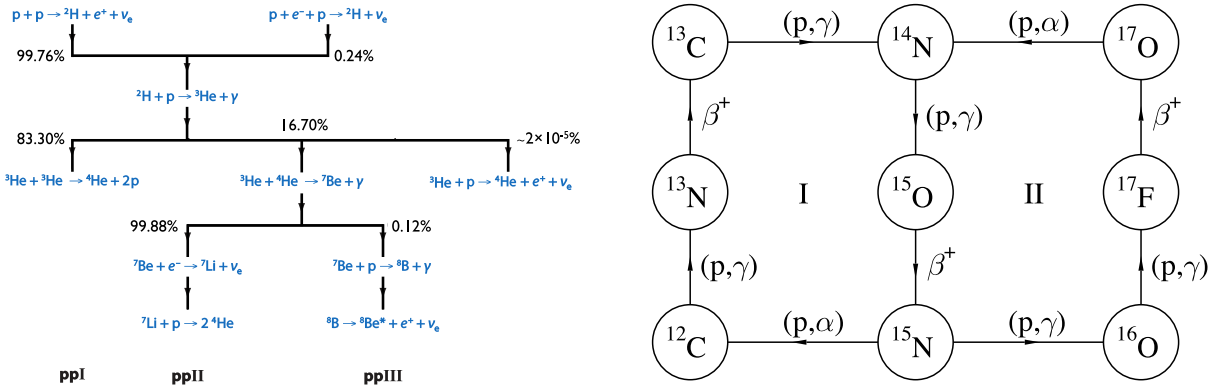 p + p → ²H + e⁺ + νₑ
p + e⁻ + p → ²H + νₑ
99.76%
0.24%
²H + p → ³He + γ
83.30%
16.70%
~2×10⁻⁵%
³He + ³He → ⁴He + 2p
³He + ⁴He → ⁷Be + γ
³He + p → ⁴He + e⁺ + νₑ
99.88%
0.12%
⁷Be + e⁻ → ⁷Li + νₑ
⁷Be + p → ⁸B + γ
⁷Li + p → 2 ⁴He
⁸B → ⁸Be* + e⁺ + νₑ
ppI
ppII
ppIII
¹³C
(p,γ)
¹⁴N
(p,α)
¹⁷O
β⁺
(p,γ)
β⁺
¹³N
I
¹⁵O
II
¹⁷F
(p,γ)
β⁺
(p,γ)
¹²C
(p,α)
¹⁵N
(p,γ)
¹⁶O